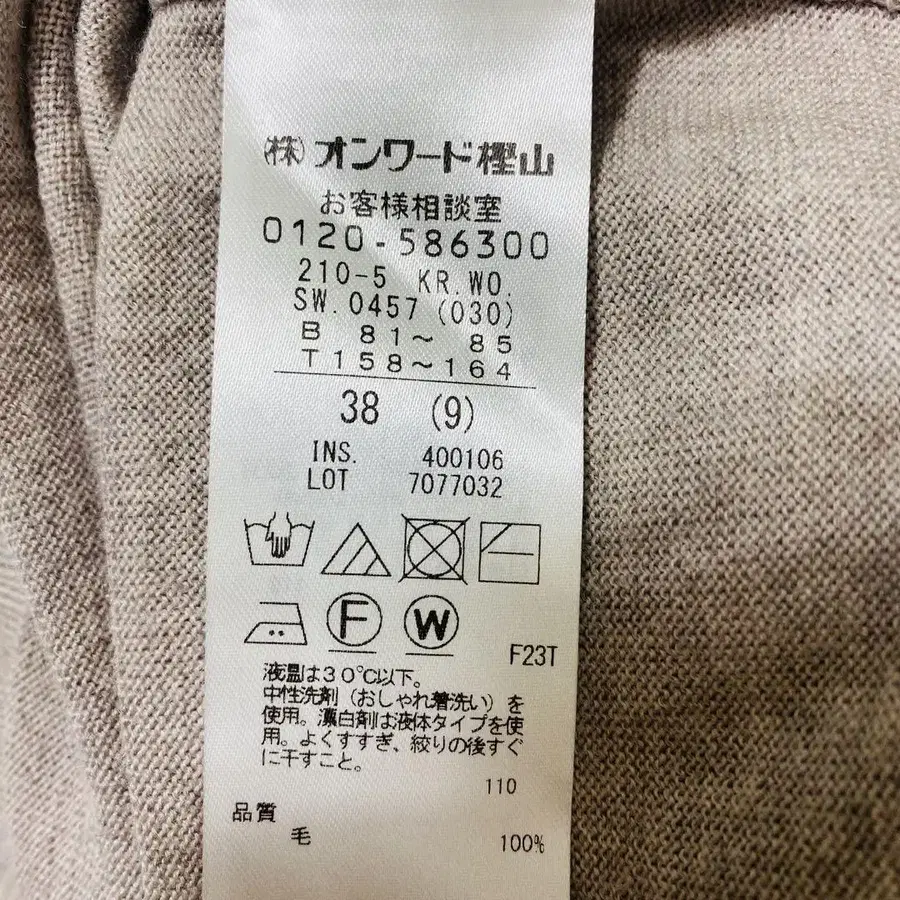 ㈱オンワード樫山
お客様相談室
0120-586300
210-5 KR.WO.
SW.0457 (030)
B 81～ 85
T 158～164
38 (9)
INS. 400106
LOT 7077032
F W
F23T
液温は30℃以下。
中性洗剤（おしゃれ着洗い）を
使用。漂白剤は液体タイプを使
用。よくすすぎ、絞りの後すぐ
に干すこと。
110
品質
毛 100%